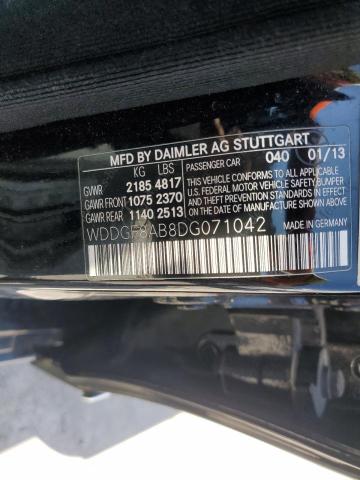 MFD BY DAIMLER AG STUTTGART
KG LBS PASSENGER CAR 040 01/13
GVWR 2185 4817 THIS VEHICLE CONFORMS TO ALL APPLICABLE
GAWR FRONT 1075 2370 U.S. FEDERAL MOTOR VEHICLE SAFETY, BUMPER,
GAWR REAR 1140 2513 AND THEFT PREVENTION STANDARDS IN EFFECT ON THE DATE OF MANUFACTURE SHOWN ABOVE.
WDDGF8AB8DG071042 MADE IN GERMANY